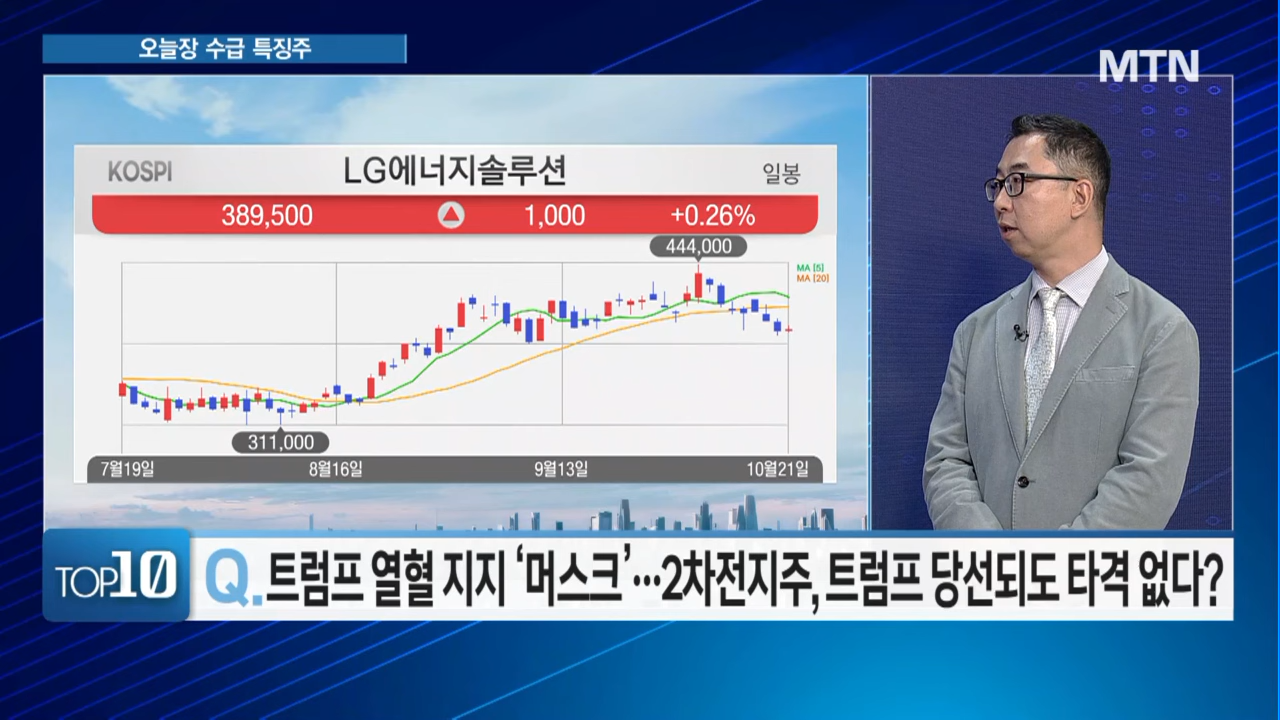 오늘장 수급 특징주
MTN
KOSPI LG에너지솔루션 일봉
389,500 1,000 +0.26%
444,000
MA [5]
MA [20]
311,000
7월19일 8월16일 9월13일 10월21일
TOP10 Q.트럼프 열혈 지지 ‘머스크’…2차전지주, 트럼프 당선되도 타격 없다?